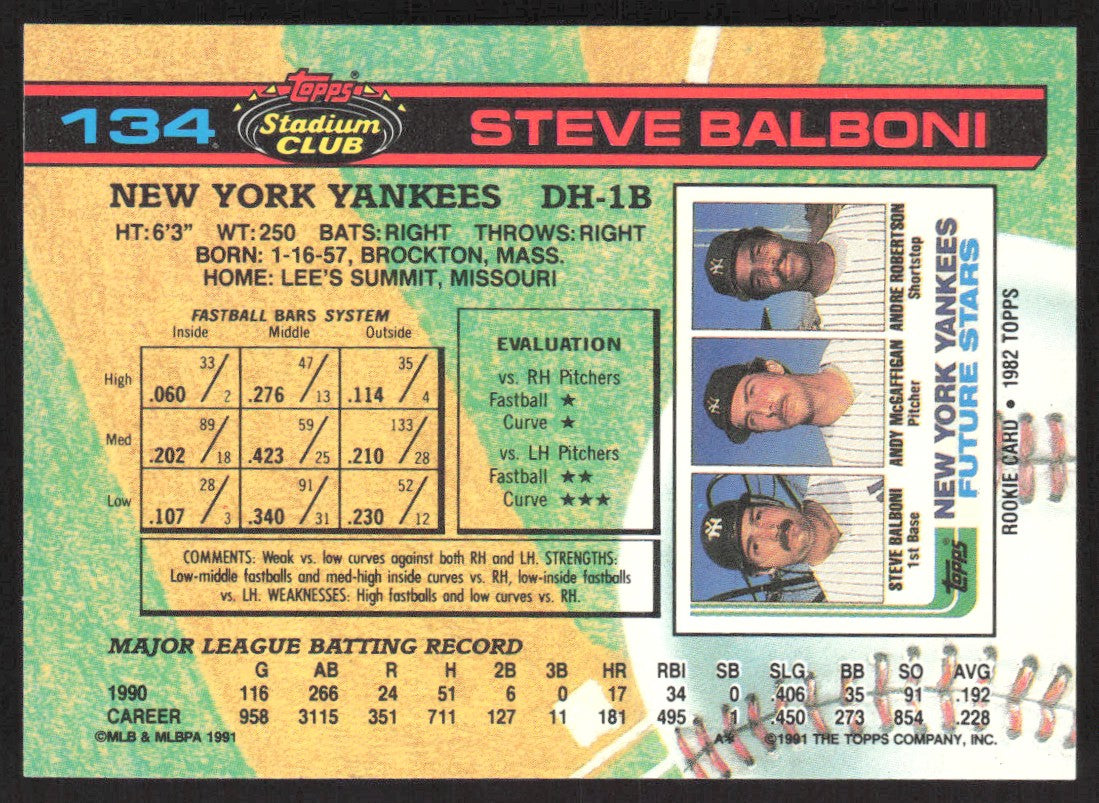 134
Topps®
Stadium
CLUB
STEVE BALBONI
NEW YORK YANKEES DH-1B
HT: 6'3" WT: 250 BATS: RIGHT THROWS: RIGHT
BORN: 1-16-57, BROCKTON, MASS.
HOME: LEE'S SUMMIT, MISSOURI
FASTBALL BARS SYSTEM
Inside Middle Outside
High
33/2 .060 47/13 .276 35/4 .114
Med
89/18 .202 59/25 .423 133/28 .210
Low
28/3 .107 91/31 .340 52/12 .230
EVALUATION
vs. RH Pitchers
Fastball ★
Curve ★
vs. LH Pitchers
Fastball ★★
Curve ★★★
COMMENTS: Weak vs. low curves against both RH and LH. STRENGTHS:
Low-middle fastballs and med-high inside curves vs. RH, low-inside fastballs
vs. LH. WEAKNESSES: High fastballs and low curves vs. RH.
STEVE BALBONI
1st Base
ANDY McGAFFIGAN
Pitcher
ANDRE ROBERTSON
Shortstop
Topps®
NEW YORK YANKEES
FUTURE STARS
ROOKIE CARD • 1982 TOPPS
MAJOR LEAGUE BATTING RECORD
G AB R H 2B 3B HR RBI SB SLG BB SO AVG
1990 116 266 24 51 6 0 17 34 0 .406 35 91 .192
CAREER 958 3115 351 711 127 11 181 495 1 .450 273 854 .228
©MLB & MLBPA 1991
A* ©1991 THE TOPPS COMPANY, INC.